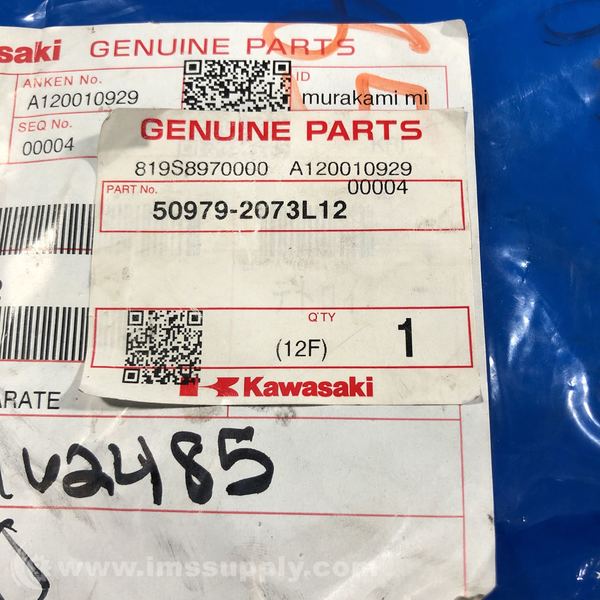 saki GENUINE PARTS
ANKEN No.
A120010929
ID
murakami mi
SEQ No.
00004
GENUINE PARTS
819S8970000 A120010929
PART No. 00004
50979-2073L12
Q'TY
(12F) 1
Kawasaki
ARATE
V2485
www.imssupply.com